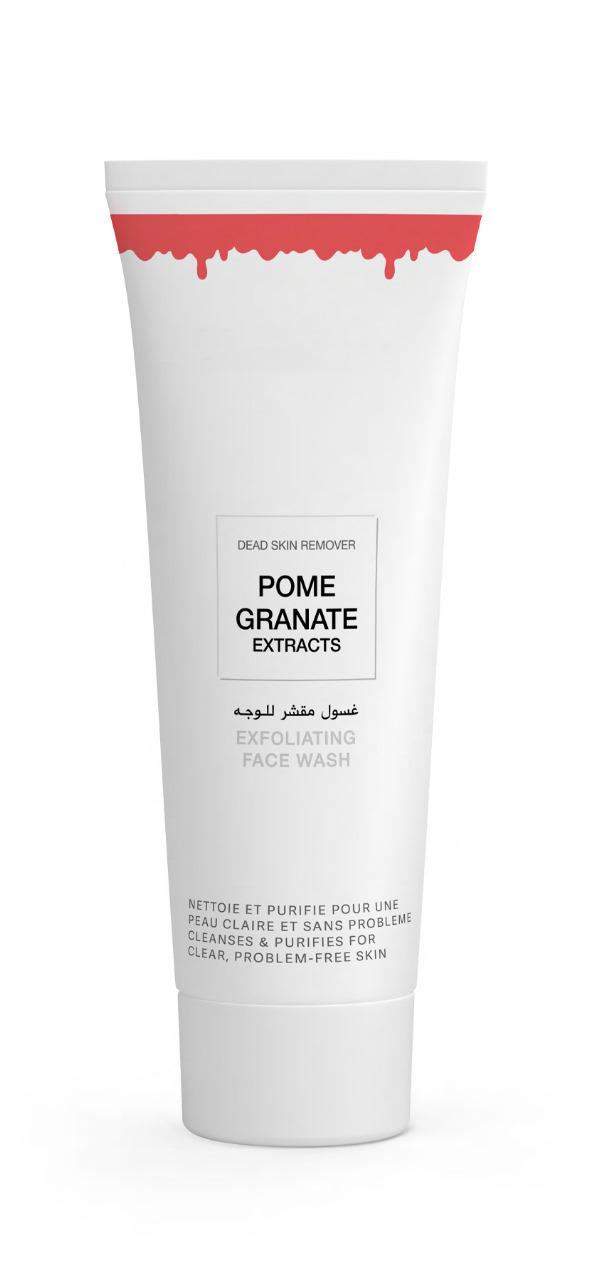 DEAD SKIN REMOVER
POME
GRANATE
EXTRACTS
غسول مقشر للوجه
EXFOLIATING
FACE WASH
NETTOIE ET PURIFIE POUR UNE
PEAU CLAIRE ET SANS PROBLEME
CLEANSES & PURIFIES FOR
CLEAR, PROBLEM-FREE SKIN